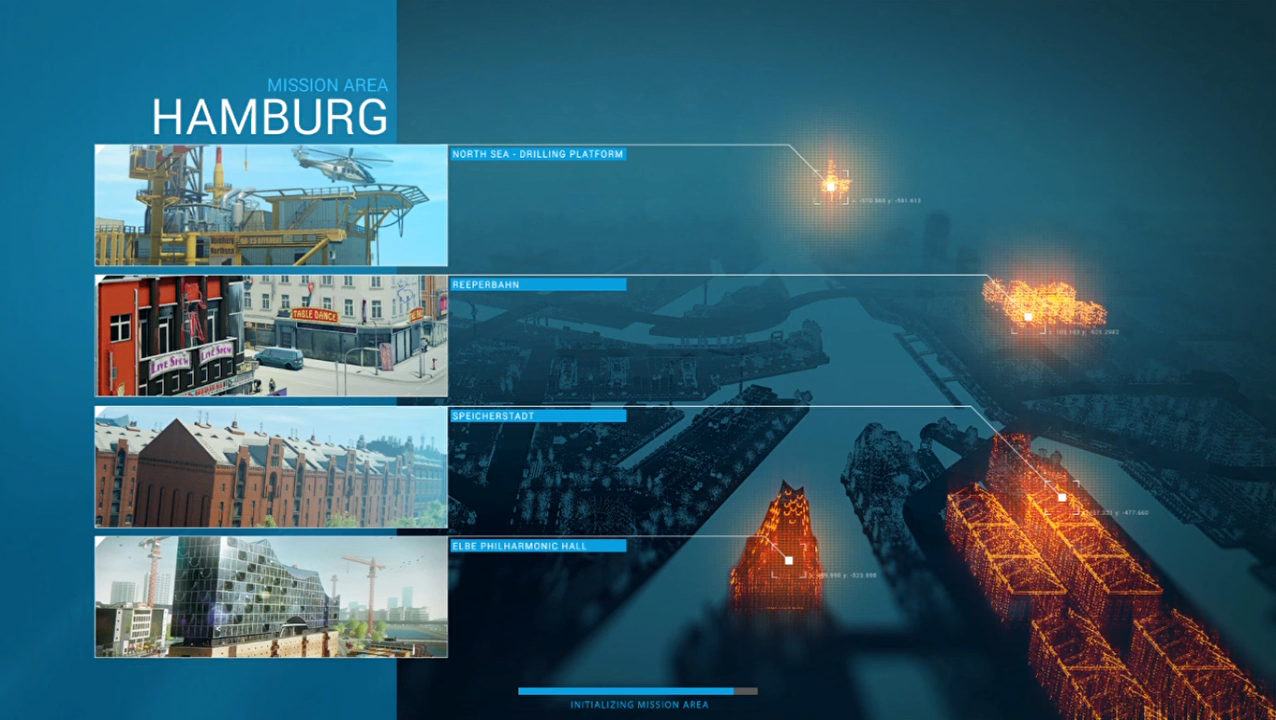 MISSION AREA
HAMBURG
NORTH SEA - DRILLING PLATFORM
REEPERBAHN
TABLE DANCE
LIVE SHOW
LIVE SHOW
SPEICHERSTADT
ELBE PHILHARMONIC HALL
INITIALIZING MISSION AREA